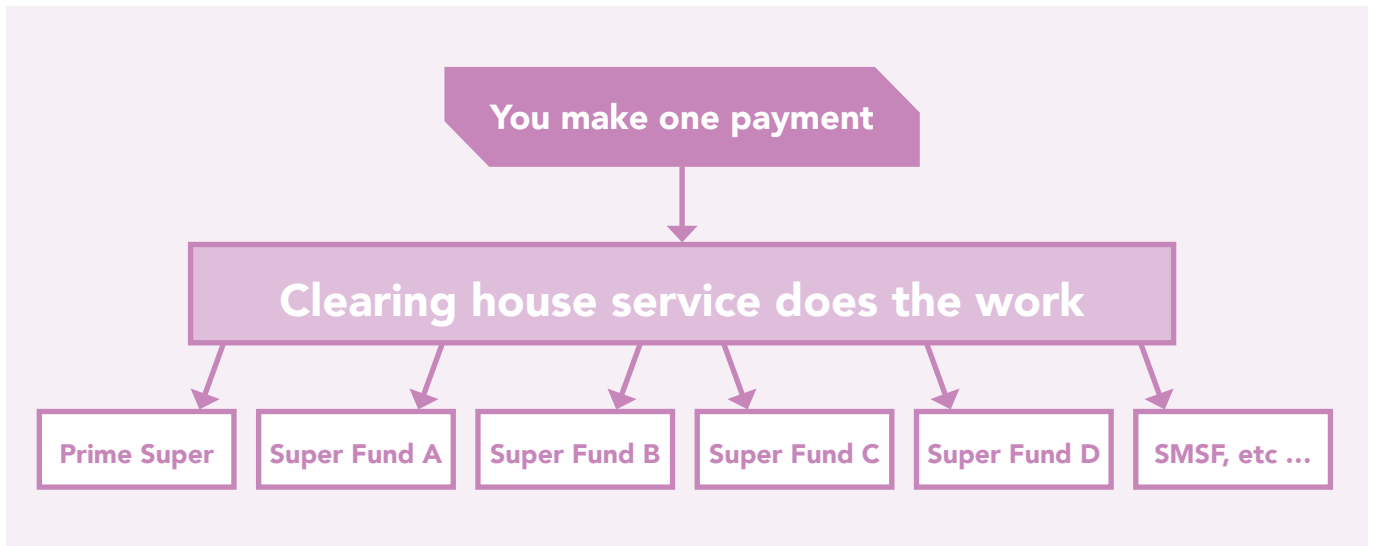 You make one payment
Clearing house service does the work
Prime Super
Super Fund A
Super Fund B
Super Fund C
Super Fund D
SMSF, etc ...